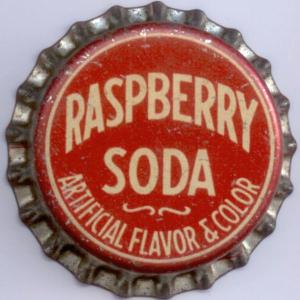 RASPBERRY
SODA
ARTIFICIAL FLAVOR & COLOR